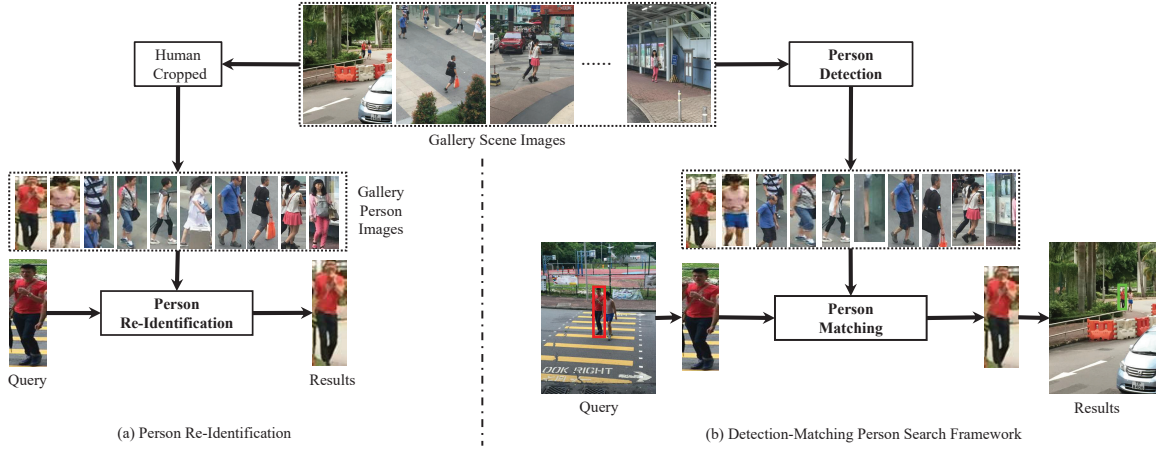 Human
Cropped
......
Person
Detection
Gallery Scene Images
Gallery
Person
Images
Person
Re-Identification
Query
Results
(a) Person Re-Identification
Person
Matching
OOK RIGHT
Query
Results
(b) Detection-Matching Person Search Framework